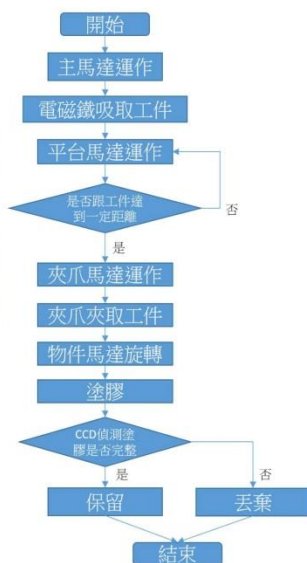 開始
主馬達運作
電磁鐵吸取工件
平台馬達運作
是否跟工件達
到一定距離
否
是
夾爪馬達運作
夾爪夾取工件
物件馬達旋轉
塗膠
CCD偵測塗
膠是否完整
是
否
保留
丟棄
結束